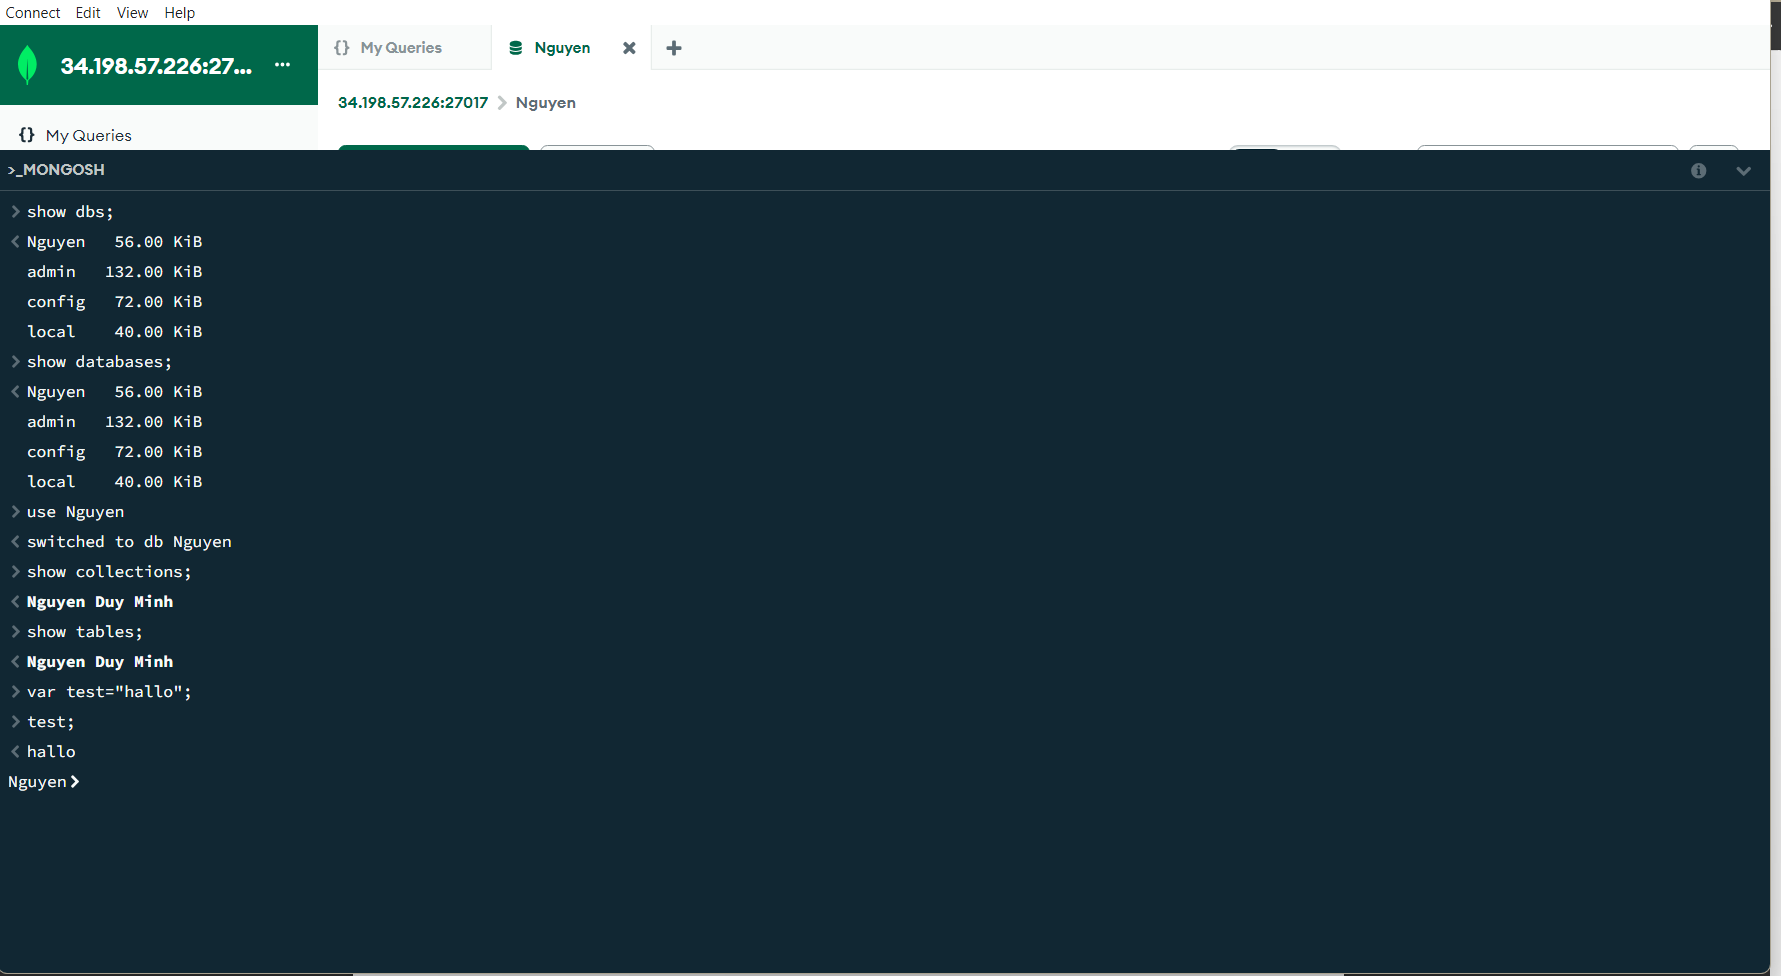 Connect Edit View Help
34.198.57.226:27... ...
{} My Queries
Nguyen
34.198.57.226:27017 > Nguyen
{} My Queries
>_MONGOSH
> show dbs;
< Nguyen 56.00 KiB
admin 132.00 KiB
config 72.00 KiB
local 40.00 KiB
> show databases;
< Nguyen 56.00 KiB
admin 132.00 KiB
config 72.00 KiB
local 40.00 KiB
> use Nguyen
< switched to db Nguyen
> show collections;
< Nguyen Duy Minh
> show tables;
< Nguyen Duy Minh
> var test="hallo";
> test;
< hallo
Nguyen>